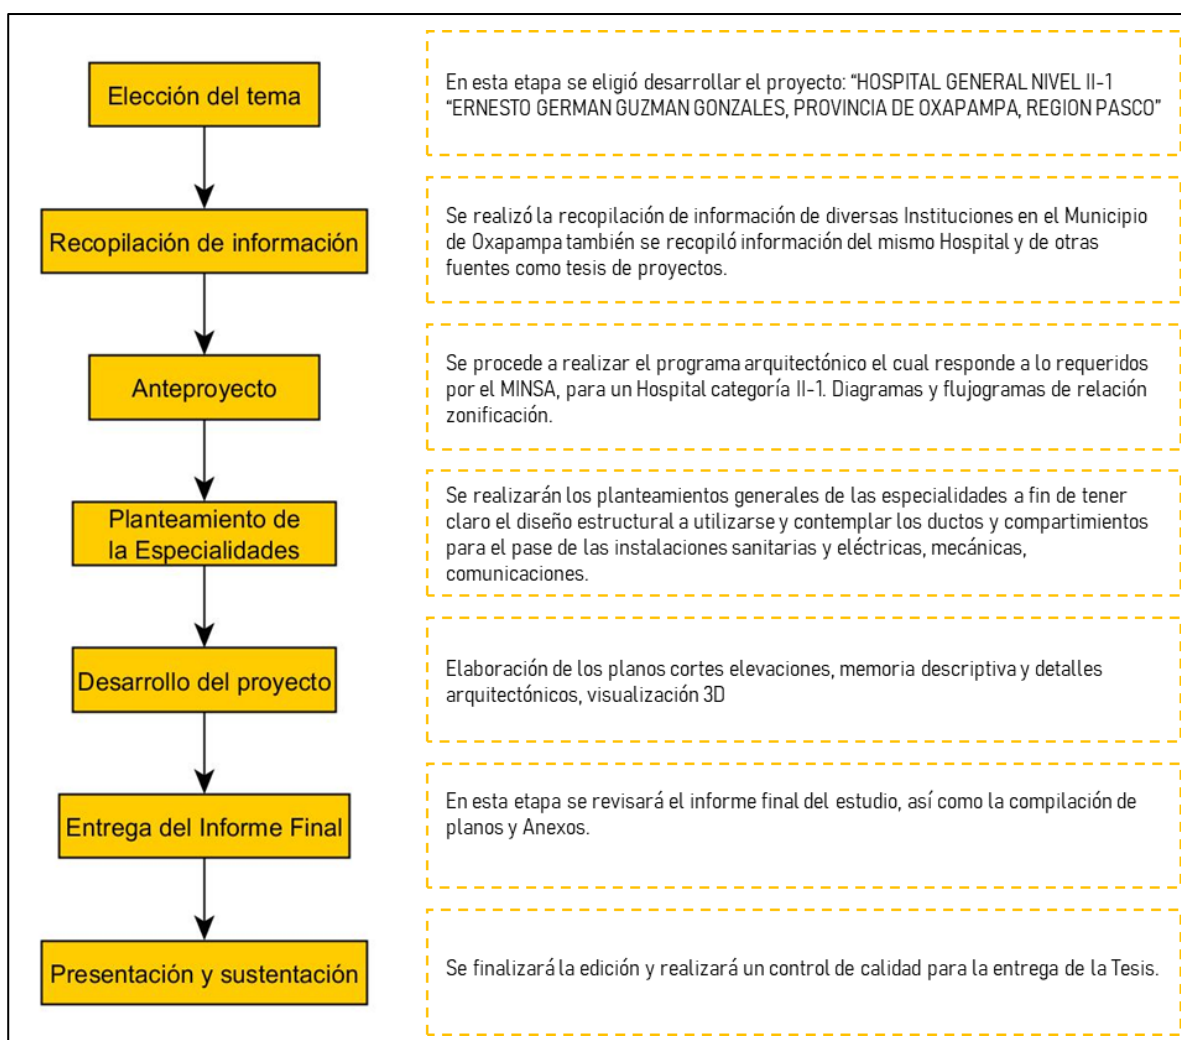 Elección del tema
En esta etapa se eligió desarrollar el proyecto: “HOSPITAL GENERAL NIVEL II-1
“ERNESTO GERMAN GUZMAN GONZALES, PROVINCIA DE OXAPAMPA, REGION PASCO”
Recopilación de información
Se realizó la recopilación de información de diversas Instituciones en el Municipio
de Oxapampa también se recopiló información del mismo Hospital y de otras
fuentes como tesis de proyectos.
Anteproyecto
Se procede a realizar el programa arquitectónico el cual responde a lo requeridos
por el MINSA, para un Hospital categoría II-1. Diagramas y flujogramas de relación
zonificación.
Planteamiento de
la Especialidades
Se realizarán los planteamientos generales de las especialidades a fin de tener
claro el diseño estructural a utilizarse y contemplar los ductos y compartimientos
para el pase de las instalaciones sanitarias y eléctricas, mecánicas,
comunicaciones.
Desarrollo del proyecto
Elaboración de los planos cortes elevaciones, memoria descriptiva y detalles
arquitectónicos, visualización 3D
Entrega del Informe Final
En esta etapa se revisará el informe final del estudio, así como la compilación de
planos y Anexos.
Presentación y sustentación
Se finalizará la edición y realizará un control de calidad para la entrega de la Tesis.